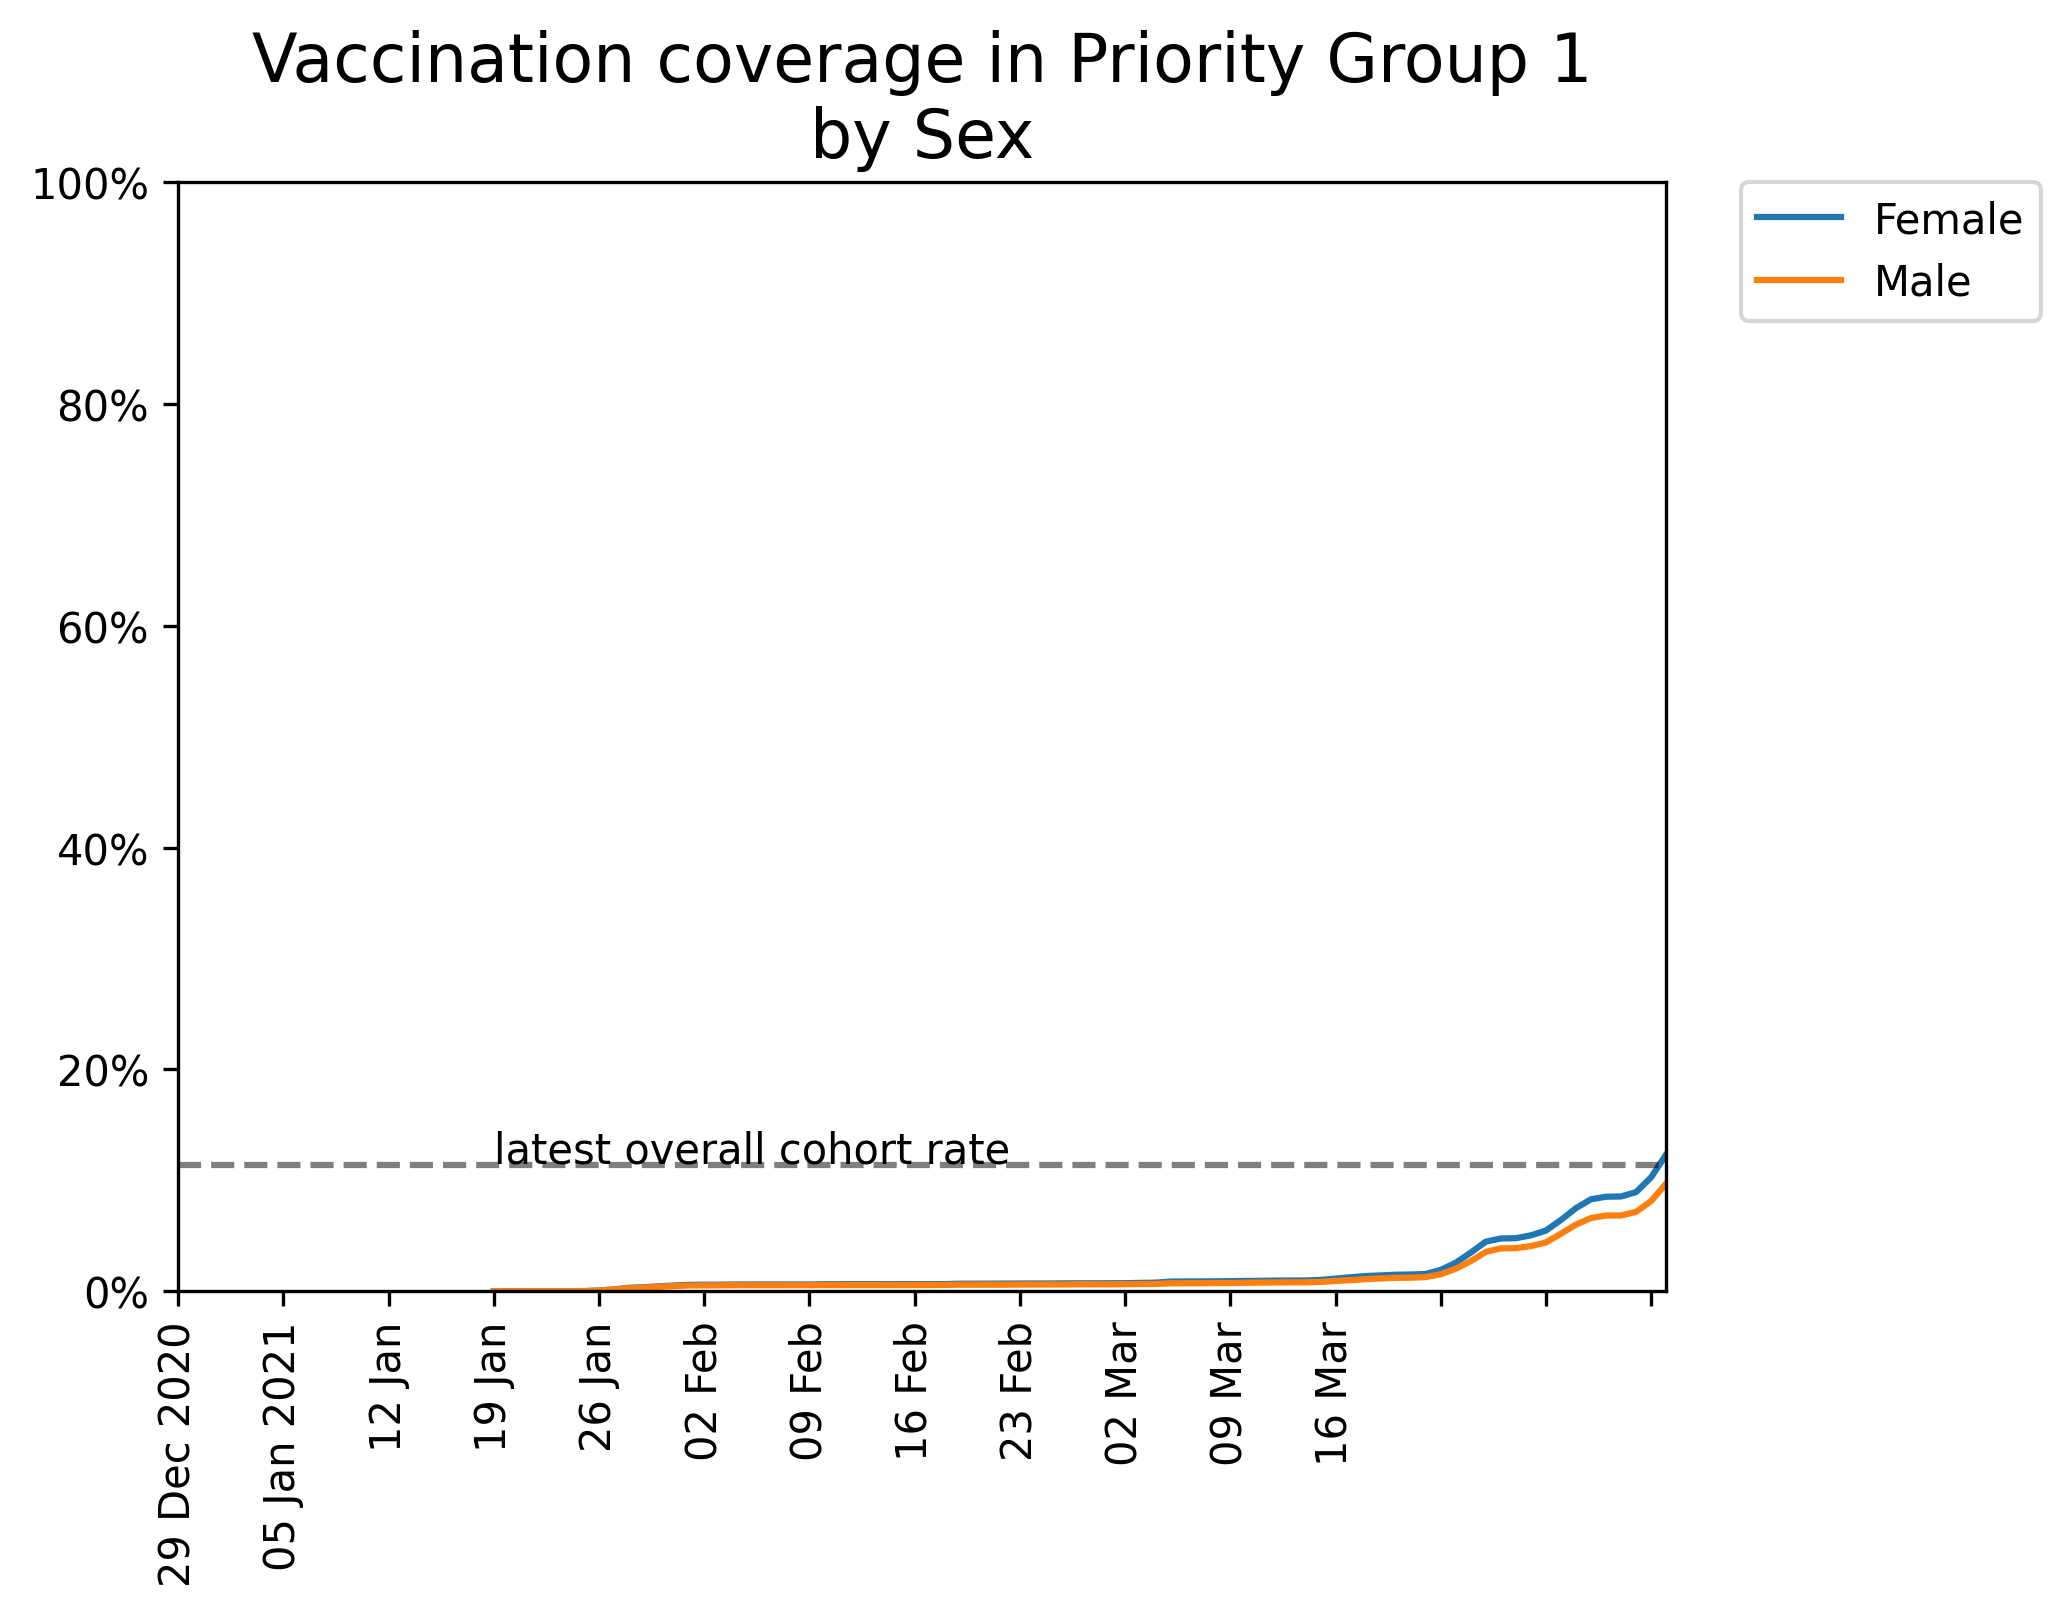 Vaccination coverage in Priority Group 1
by Sex
100%
80%
60%
40%
20%
0%
latest overall cohort rate
Female
Male
29 Dec 2020
05 Jan 2021
12 Jan
19 Jan
26 Jan
02 Feb
09 Feb
16 Feb
23 Feb
02 Mar
09 Mar
16 Mar